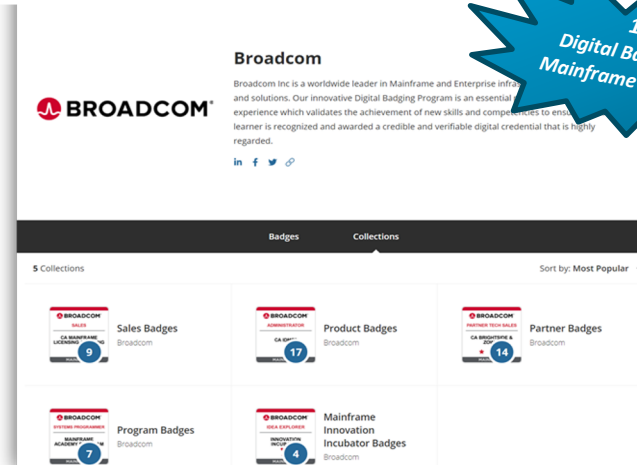 Digital
Mainframe
Broadcom
Broadcom Inc is a worldwide leader in Mainframe and Enterprise
and solutions. Our innovative Digital Badging Program is an essential
experience which validates the achievement of new skills and competencies to
learner is recognized and awarded a credible and verifiable digital credential that is highly
regarded.
BROADCOM
in f
Badges Collections
5 Collections
Sort by: Most Popular
BROADCOM
SALES
CA MAINFRAME
LICENSING
9
Sales Badges
Broadcom
BROADCOM
ADMINISTRATOR
17
Product Badges
Broadcom
BROADCOM
PARTNER TECH SALES
CA BRIGHTSIDE &
14
Partner Badges
Broadcom
BROADCOM
SYSTEMS PROGRAMMER
MAINFRAME
ACADEMY
7
Program Badges
Broadcom
BROADCOM
IDEA EXPLORER
INNOVATION
4
Mainframe
Innovation
Incubator Badges
Broadcom